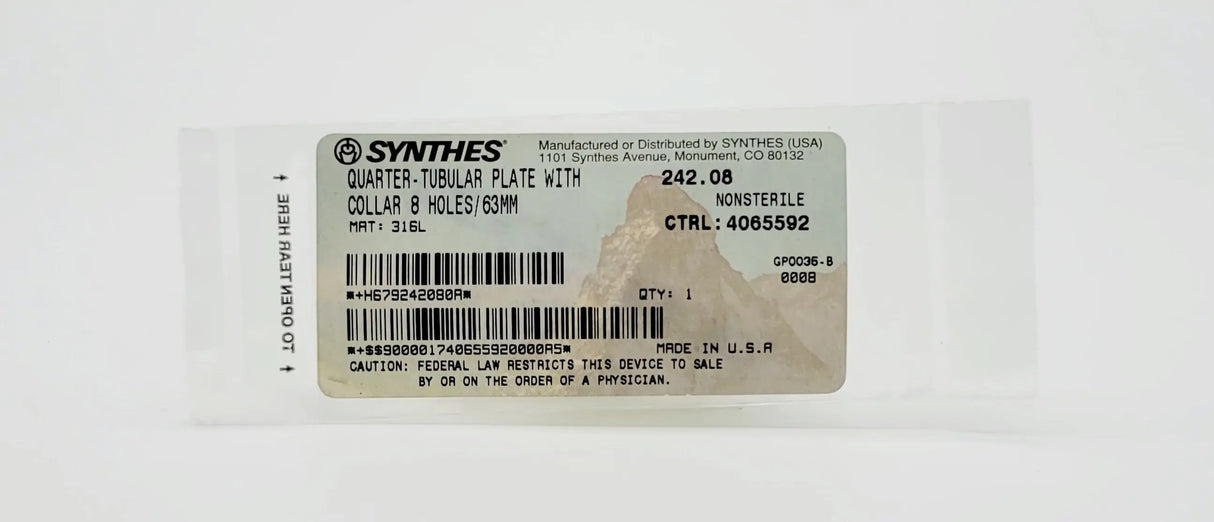 TO OPEN TEAR HERE
SYNTHES®
Manufactured or Distributed by SYNTHES (USA)
1101 Synthes Avenue, Monument, CO 80132
QUARTER-TUBULAR PLATE WITH
COLLAR 8 HOLES/63MM
MAT: 316L
242.08
NONSTERILE
CTRL: 4065592
GP0036-B
0008
*+H679242080A*
QTY: 1
*+$$900001740655920000A5*
MADE IN U.S.A
CAUTION: FEDERAL LAW RESTRICTS THIS DEVICE TO SALE
BY OR ON THE ORDER OF A PHYSICIAN.